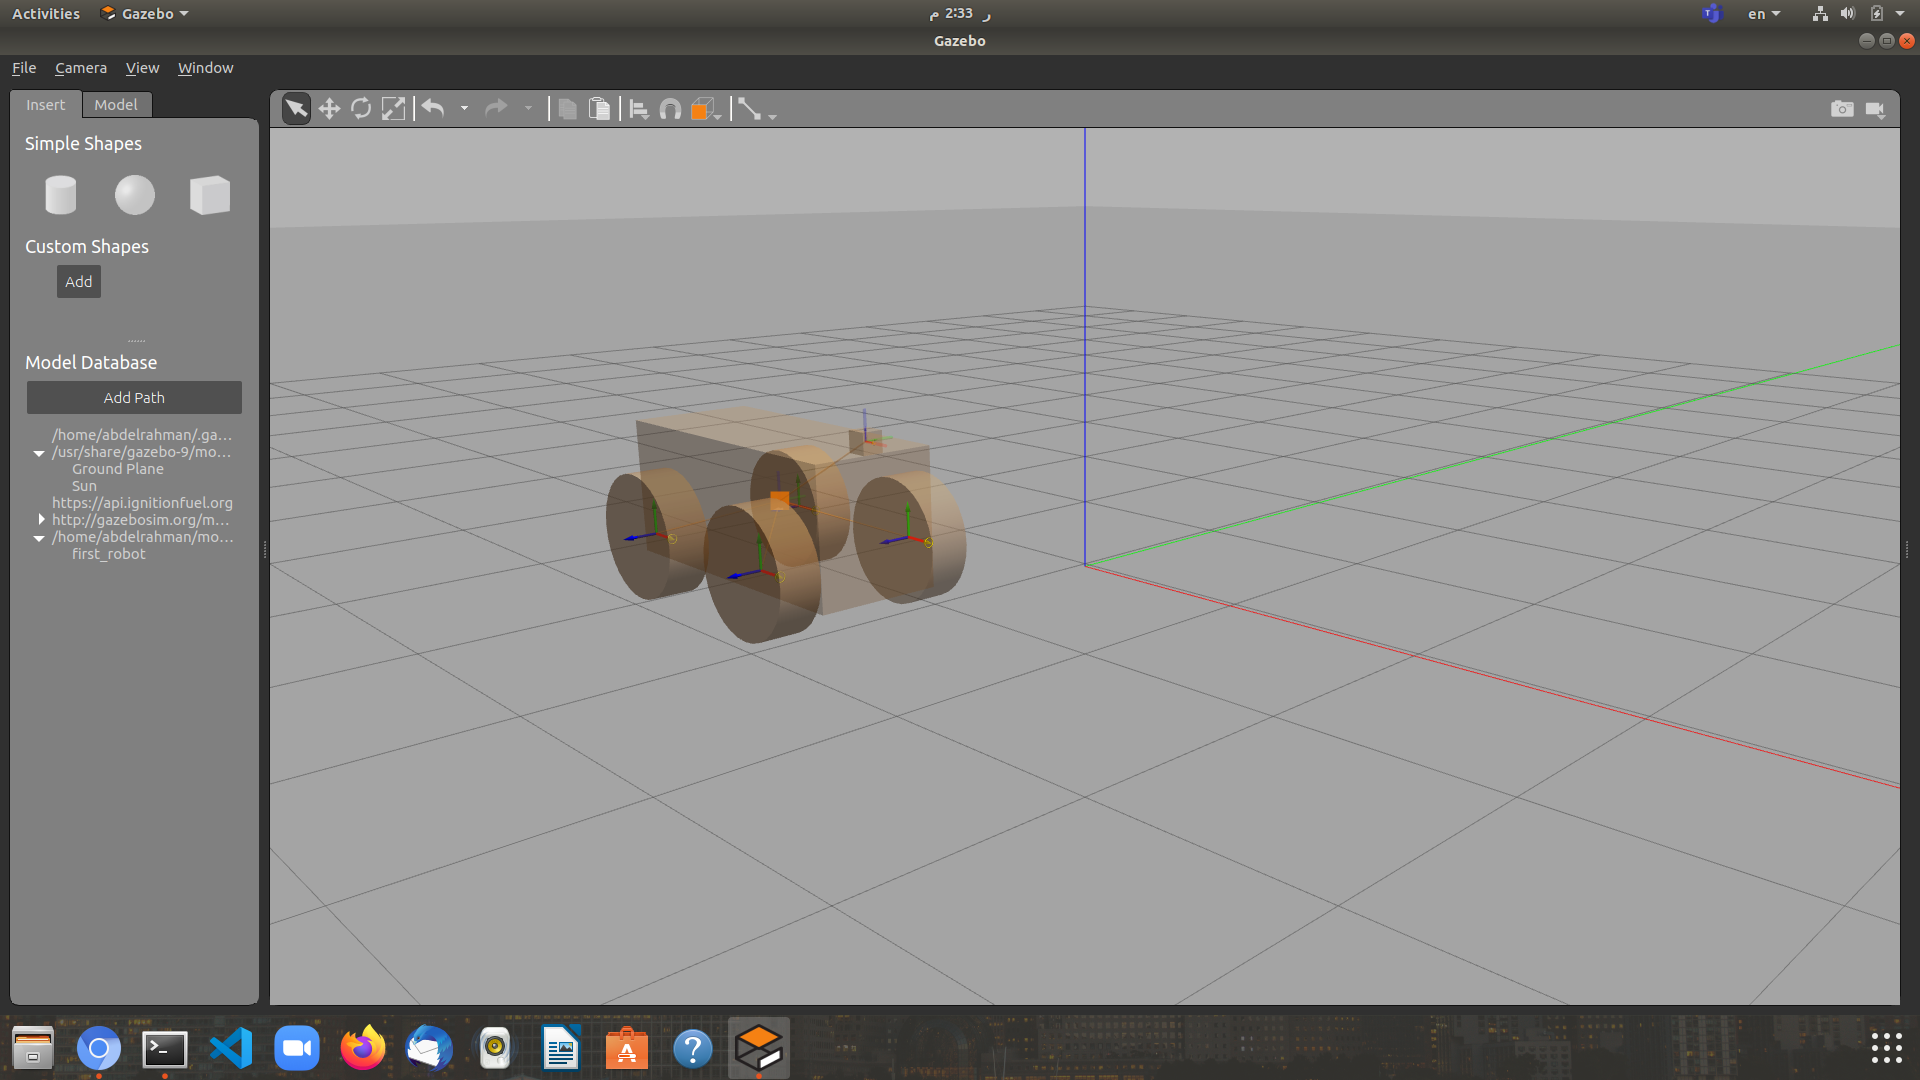 Activities Gazebo ر 2:33 م en
Gazebo
File Camera View Window
Insert Model
Simple Shapes
Custom Shapes
Add
Model Database
Add Path
/home/abdelrahman/.ga...
/usr/share/gazebo-9/mo...
Ground Plane
Sun
https://api.ignitionfuel.org
http://gazebosim.org/m...
/home/abdelrahman/mo...
first_robot